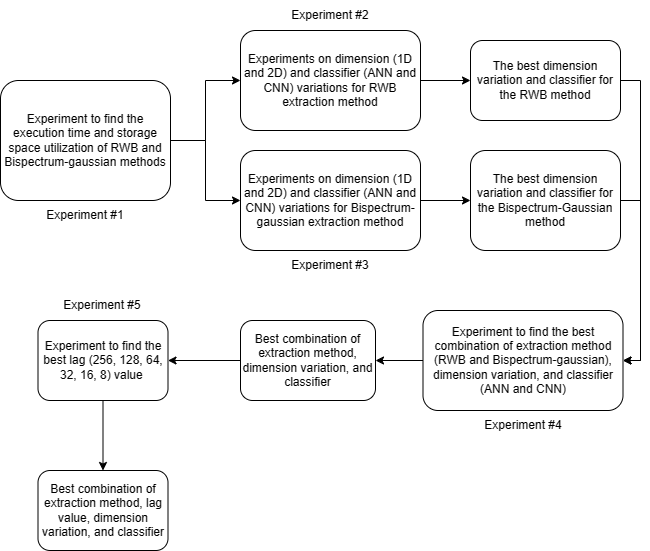 Experiment #2
Experiments on dimension (1D
and 2D) and classifier (ANN and
CNN) variations for RWB
extraction method
The best dimension
variation and classifier for
the RWB method
Experiment to find the
execution time and storage
space utilization of RWB and
Bispectrum-gaussian methods
Experiment #1
Experiments on dimension (1D
and 2D) and classifier (ANN and
CNN) variations for Bispectrum-
gaussian extraction method
Experiment #3
The best dimension
variation and classifier for
the Bispectrum-Gaussian
method
Experiment to find the best
combination of extraction method
(RWB and Bispectrum-gaussian),
dimension variation, and classifier
(ANN and CNN)
Experiment #4
Best combination of
extraction method,
dimension variation, and
classifier
Experiment #5
Experiment to find the
best lag (256, 128, 64,
32, 16, 8) value
Best combination of
extraction method, lag
value, dimension
variation, and classifier